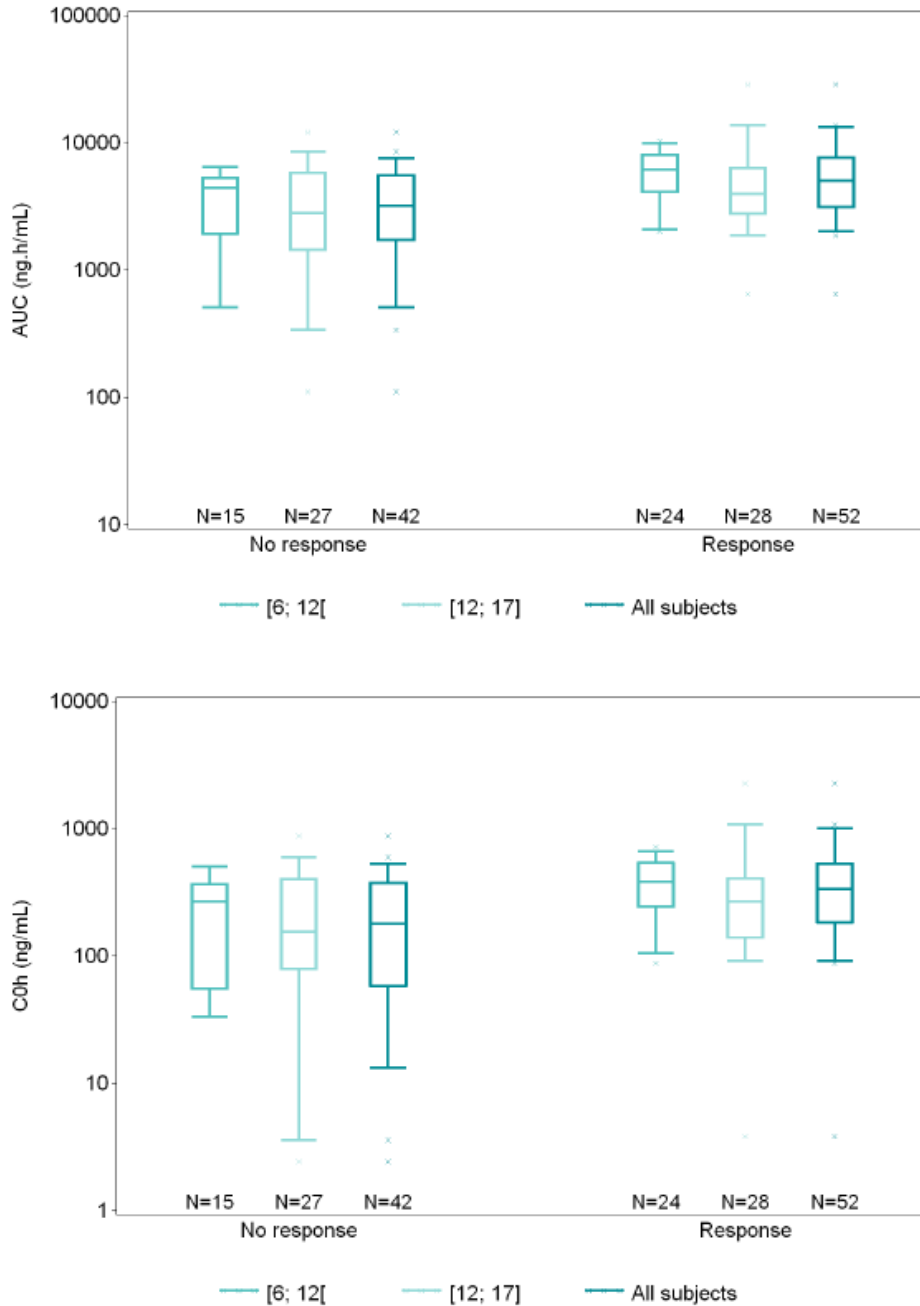 100000
10000
1000
100
10
AUC (ng.h/mL)
N=15 N=27 N=42 N=24 N=28 N=52
No response Response
[6; 12[ [12; 17] All subjects
10000
1000
100
10
1
C0h (ng/mL)
N=15 N=27 N=42 N=24 N=28 N=52
No response Response
[6; 12[ [12; 17] All subjects